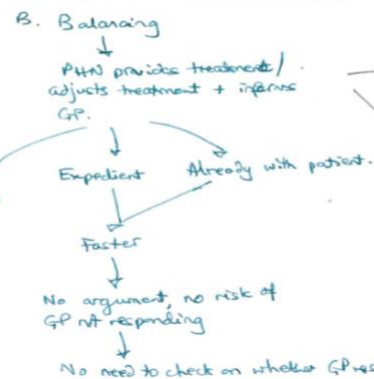 B. Balancing
PHN provides treatment/
adjusts treatment + informs
GP.
Expedient
Already with patient.
Faster
No argument, no risk of
GP not responding
No need to check on whether GP res